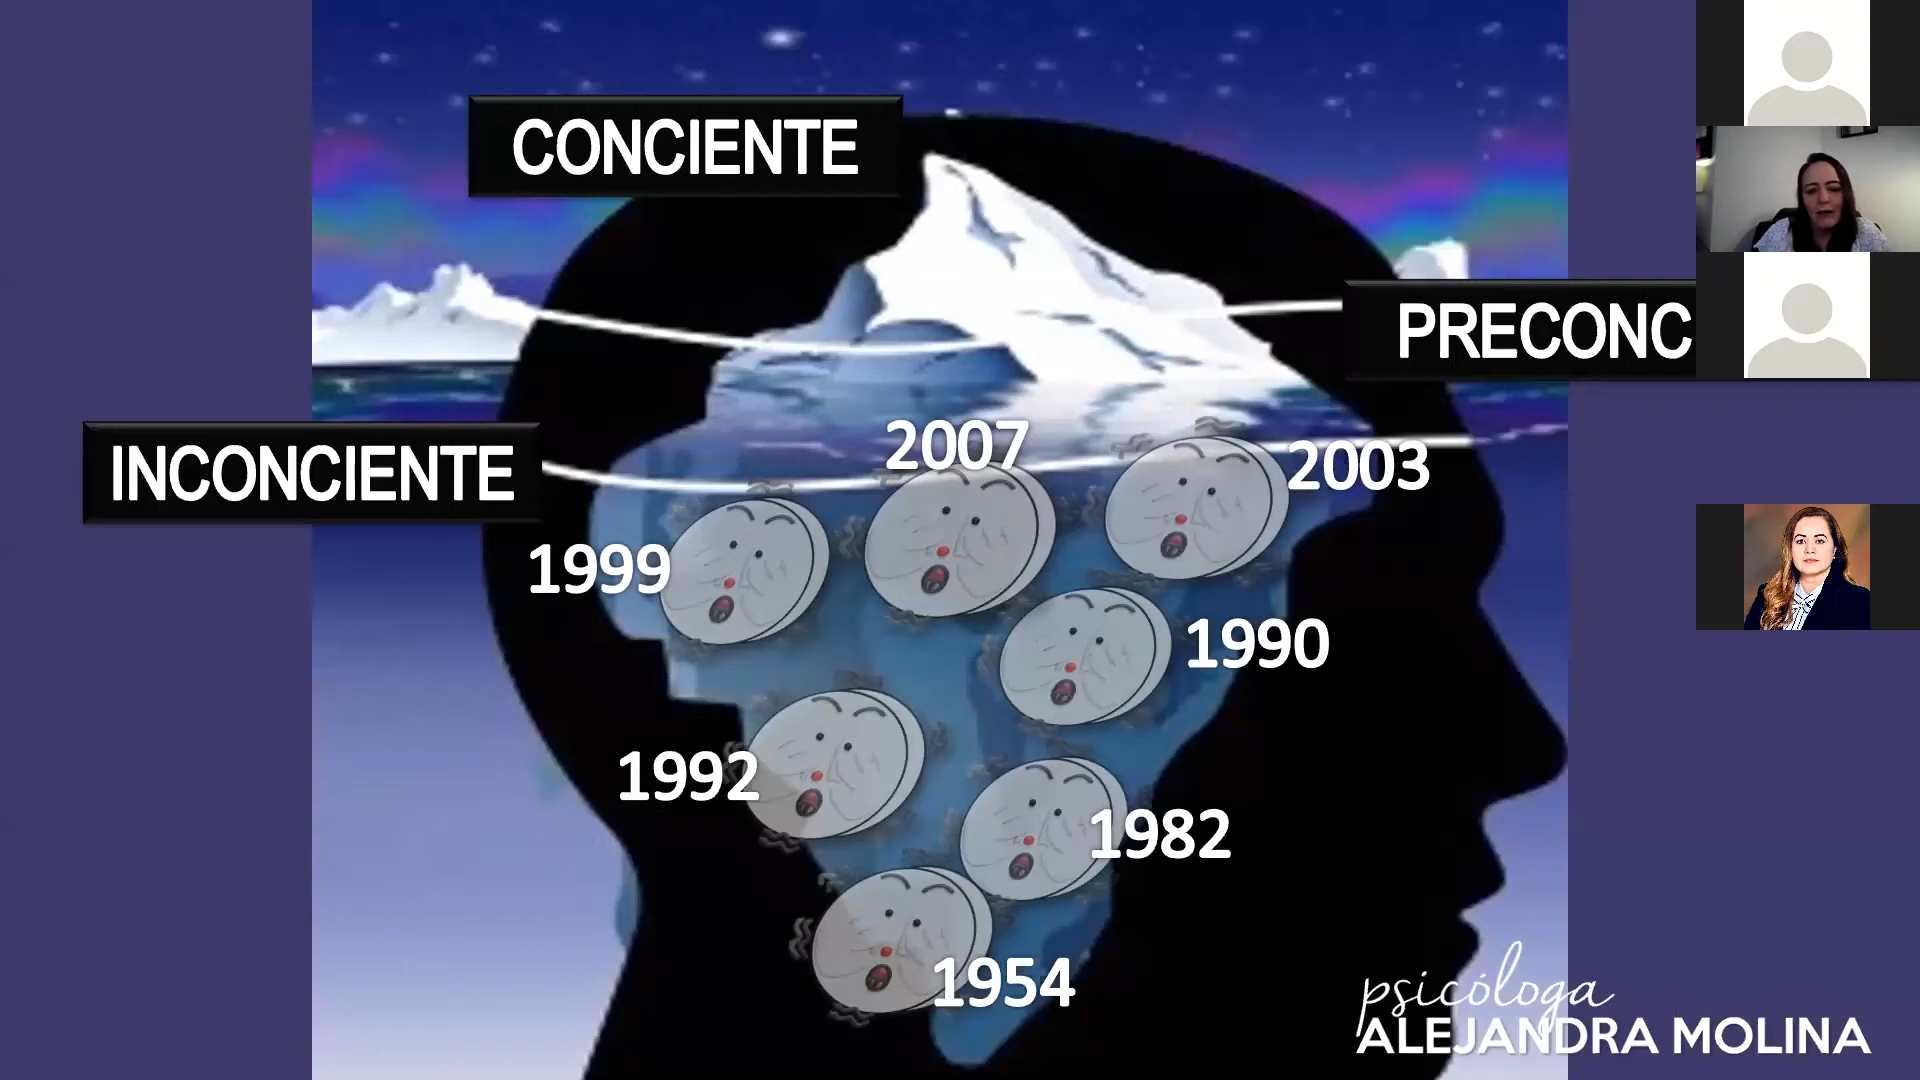 CONCIENTE
PRECONC
INCONCIENTE
2007
2003
1999
1990
1992
1982
1954
psicóloga
ALEJANDRA MOLINA